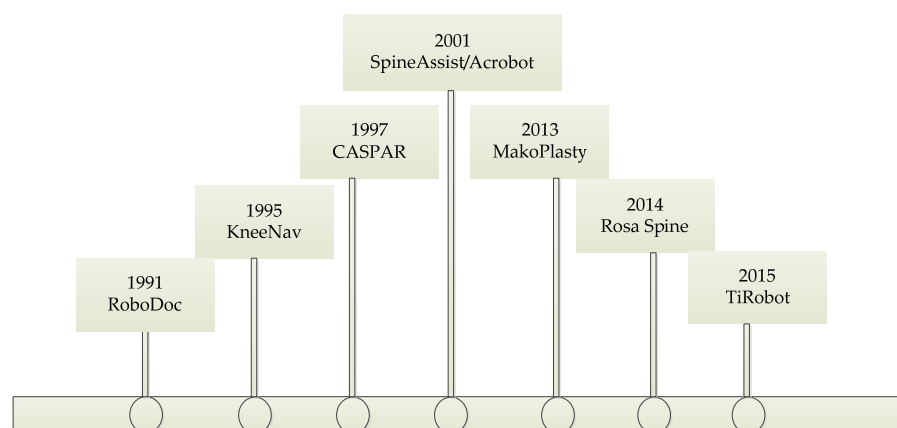 1991
RoboDoc
1995
KneeNav
1997
CASPAR
2001
SpineAssist/Acrobot
2013
MakoPlasty
2014
Rosa Spine
2015
TiRobot